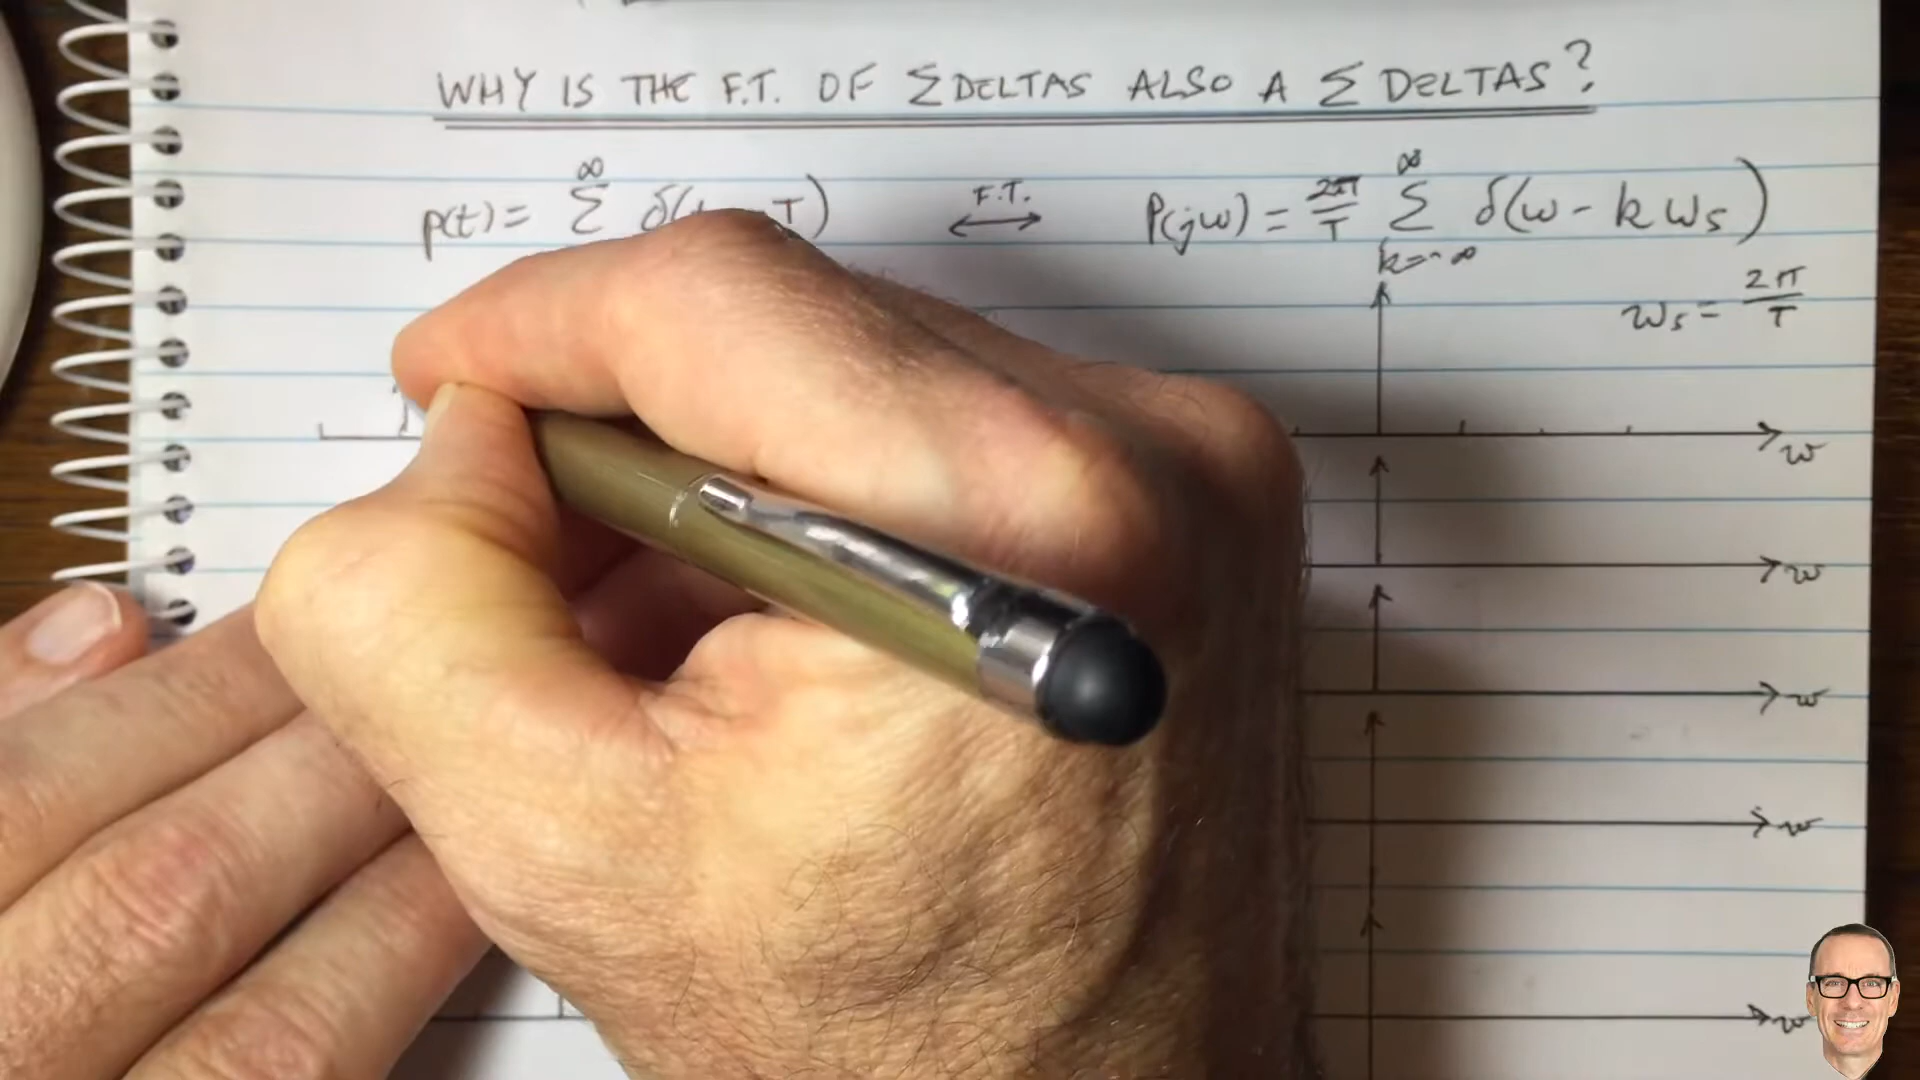 WHY IS THE F.T. OF Σ DELTAS ALSO A Σ DELTAS?
p(t) = ∞ Σ δ( T) F.T. ⟷ P(jω) = 2π/T ∞ Σ k=-∞ δ(ω - k ωs)
ωs = 2π/T
ω
ω
ω
ω
ω